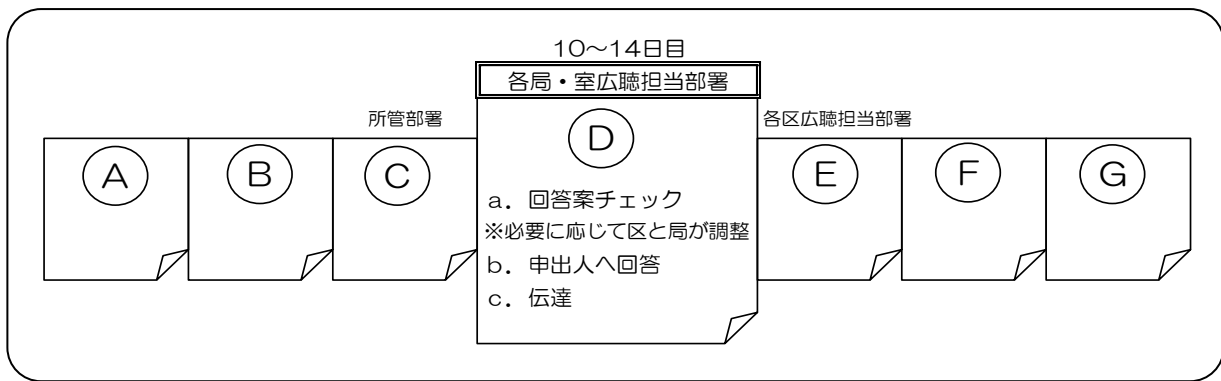 10～14日目
各局・室広聴担当部署
所管部署
各区広聴担当部署
A
B
C
D
E
F
G
a．回答案チェック
※必要に応じて区と局が調整
b．申出人へ回答
c．伝達